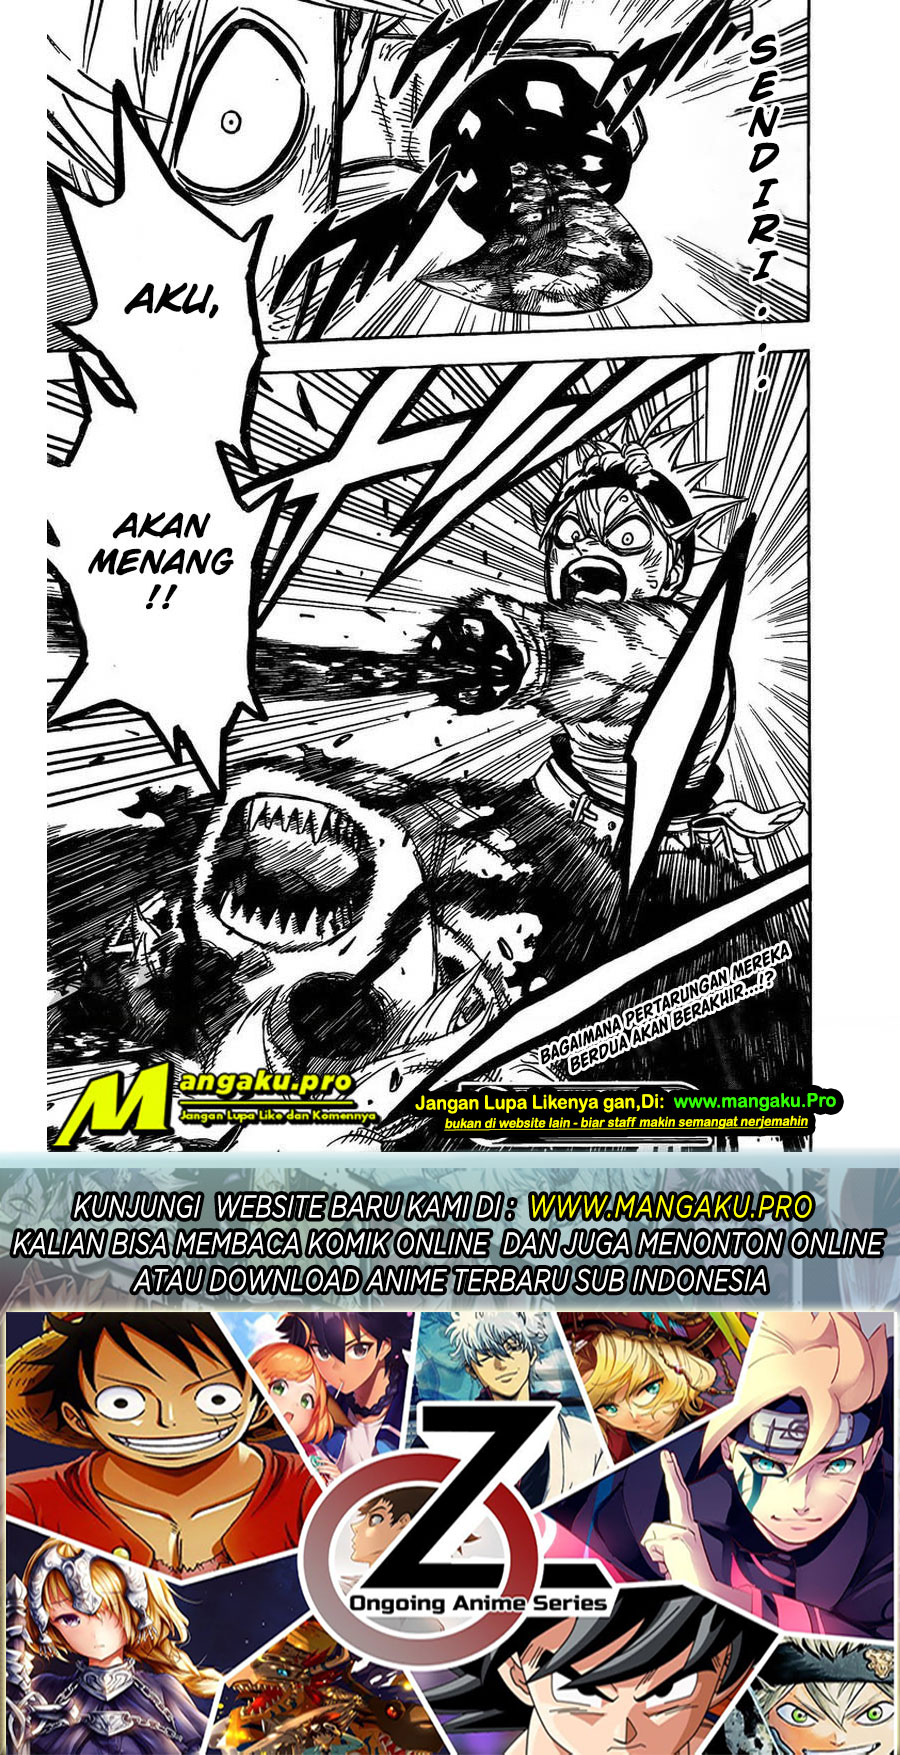 SENDIRI...
AKU,
AKAN
MENANG
!!
BAGAIMANA PERTARUNGAN MEREKA
BERDUA AKAN BERAKHIR...!?
Mangaku.pro
Jangan Lupa Like dan Komennya
Jangan Lupa Likenya gan,Di: www.mangaku.Pro
bukan di website lain - biar staff makin semangat nerjemahin
KUNJUNGI WEBSITE BARU KAMI DI : WWW.MANGAKU.PRO
KALIAN BISA MEMBACA KOMIK ONLINE DAN JUGA MENONTON ONLINE
ATAU DOWNLOAD ANIME TERBARU SUB INDONESIA
Z
Ongoing Anime Series